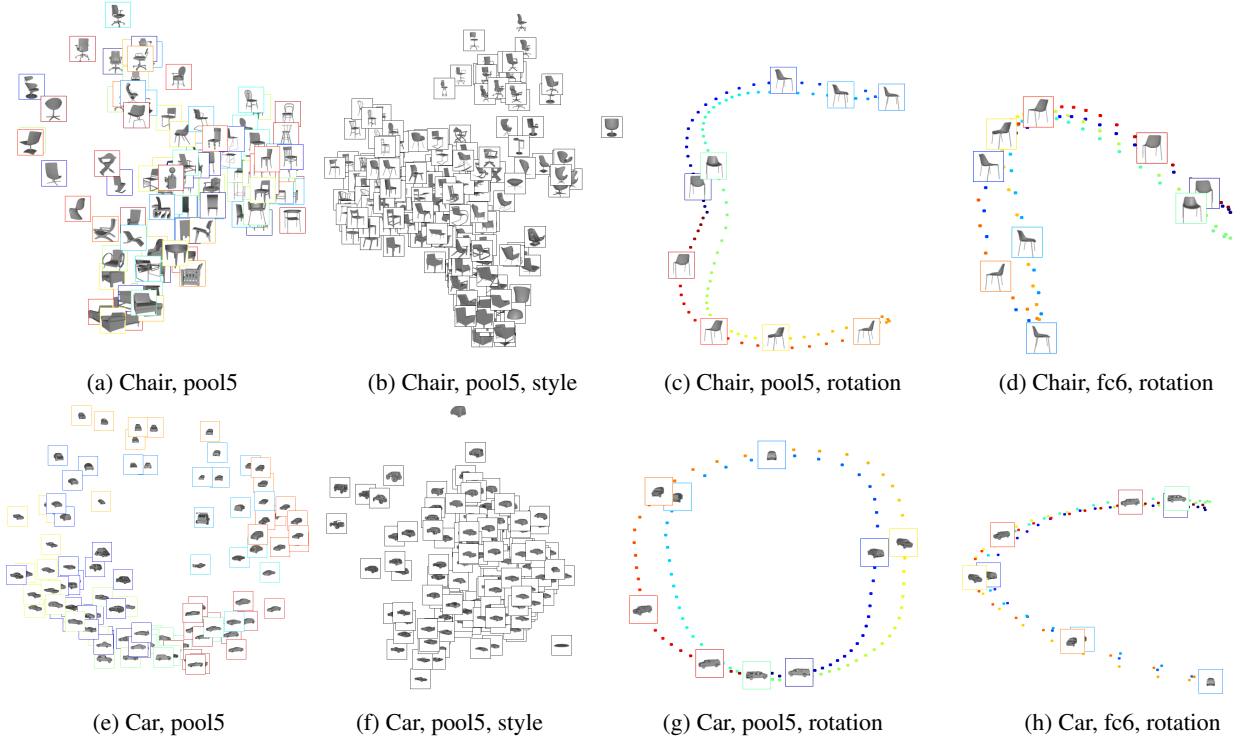 (a) Chair, pool5
(b) Chair, pool5, style
(c) Chair, pool5, rotation
(d) Chair, fc6, rotation
(e) Car, pool5
(f) Car, pool5, style
(g) Car, pool5, rotation
(h) Car, fc6, rotation